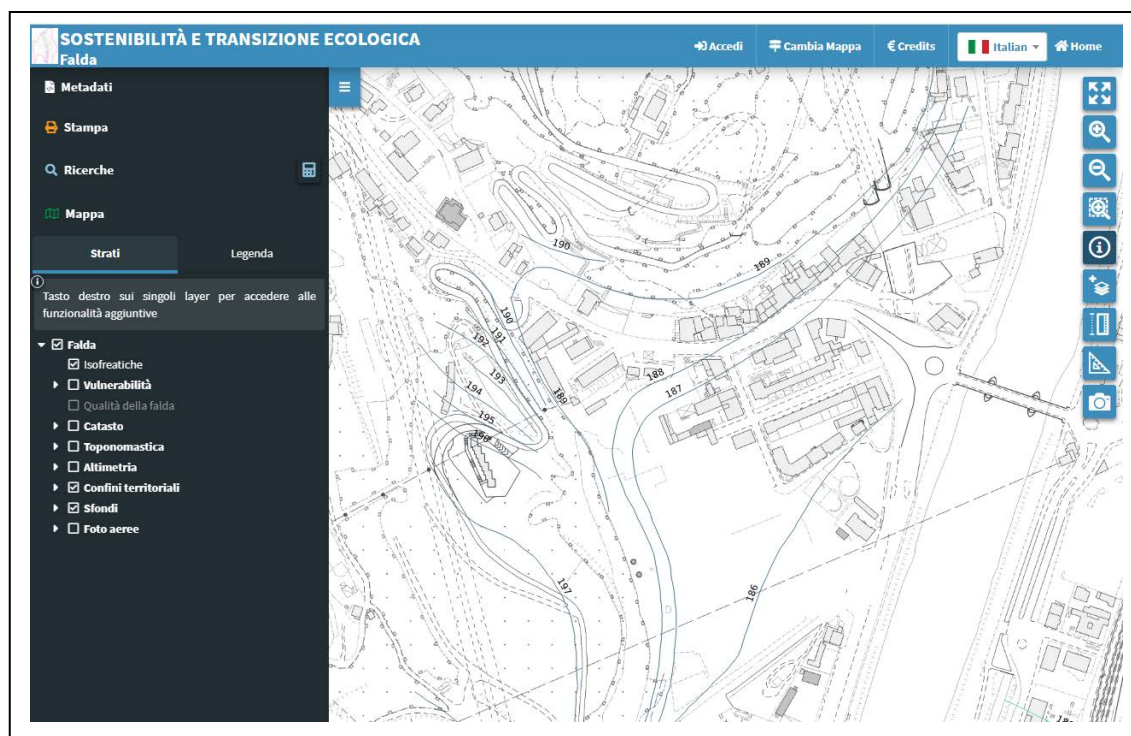 SOSTENIBILITÀ E TRANSIZIONE ECOLOGICA
Falda
Accedi
Cambia Mappa
€ Credits
Italian
Home
Metadati
Stampa
Ricerche
Mappa
Strati
Legenda
Tasto destro sui singoli layer per accedere alle
funzionalità aggiuntive
Falda
Isofreatiche
Vulnerabilità
Qualità della falda
Catasto
Toponomastica
Altimetria
Confini territoriali
Sfondi
Foto aeree
190
189
190
191
192
193
194
195
196
189
188
187
197
186